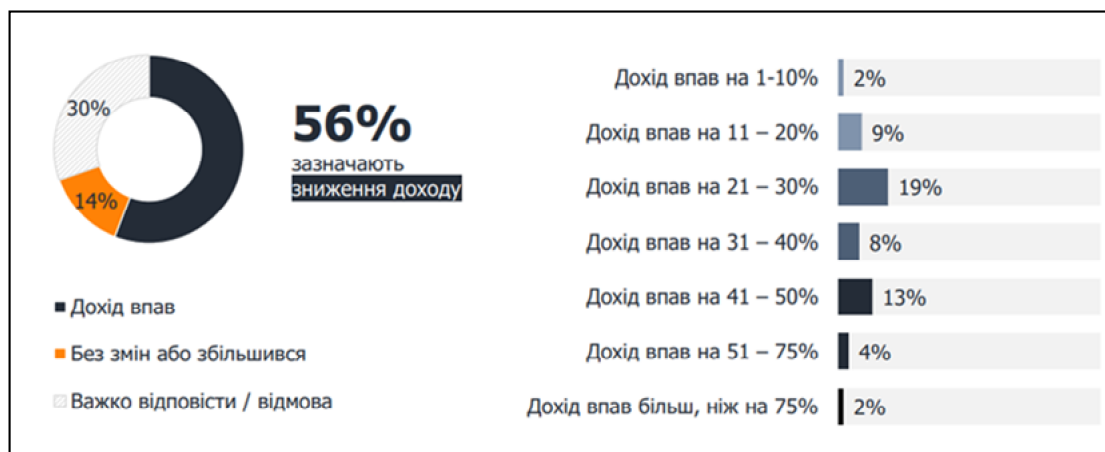 30%
14%
56%
зазначають
зниження доходу
Дохід впав
Без змін або збільшився
Важко відповісти / відмова
Дохід впав на 1-10% 2%
Дохід впав на 11 – 20% 9%
Дохід впав на 21 – 30% 19%
Дохід впав на 31 – 40% 8%
Дохід впав на 41 – 50% 13%
Дохід впав на 51 – 75% 4%
Дохід впав більш, ніж на 75% 2%